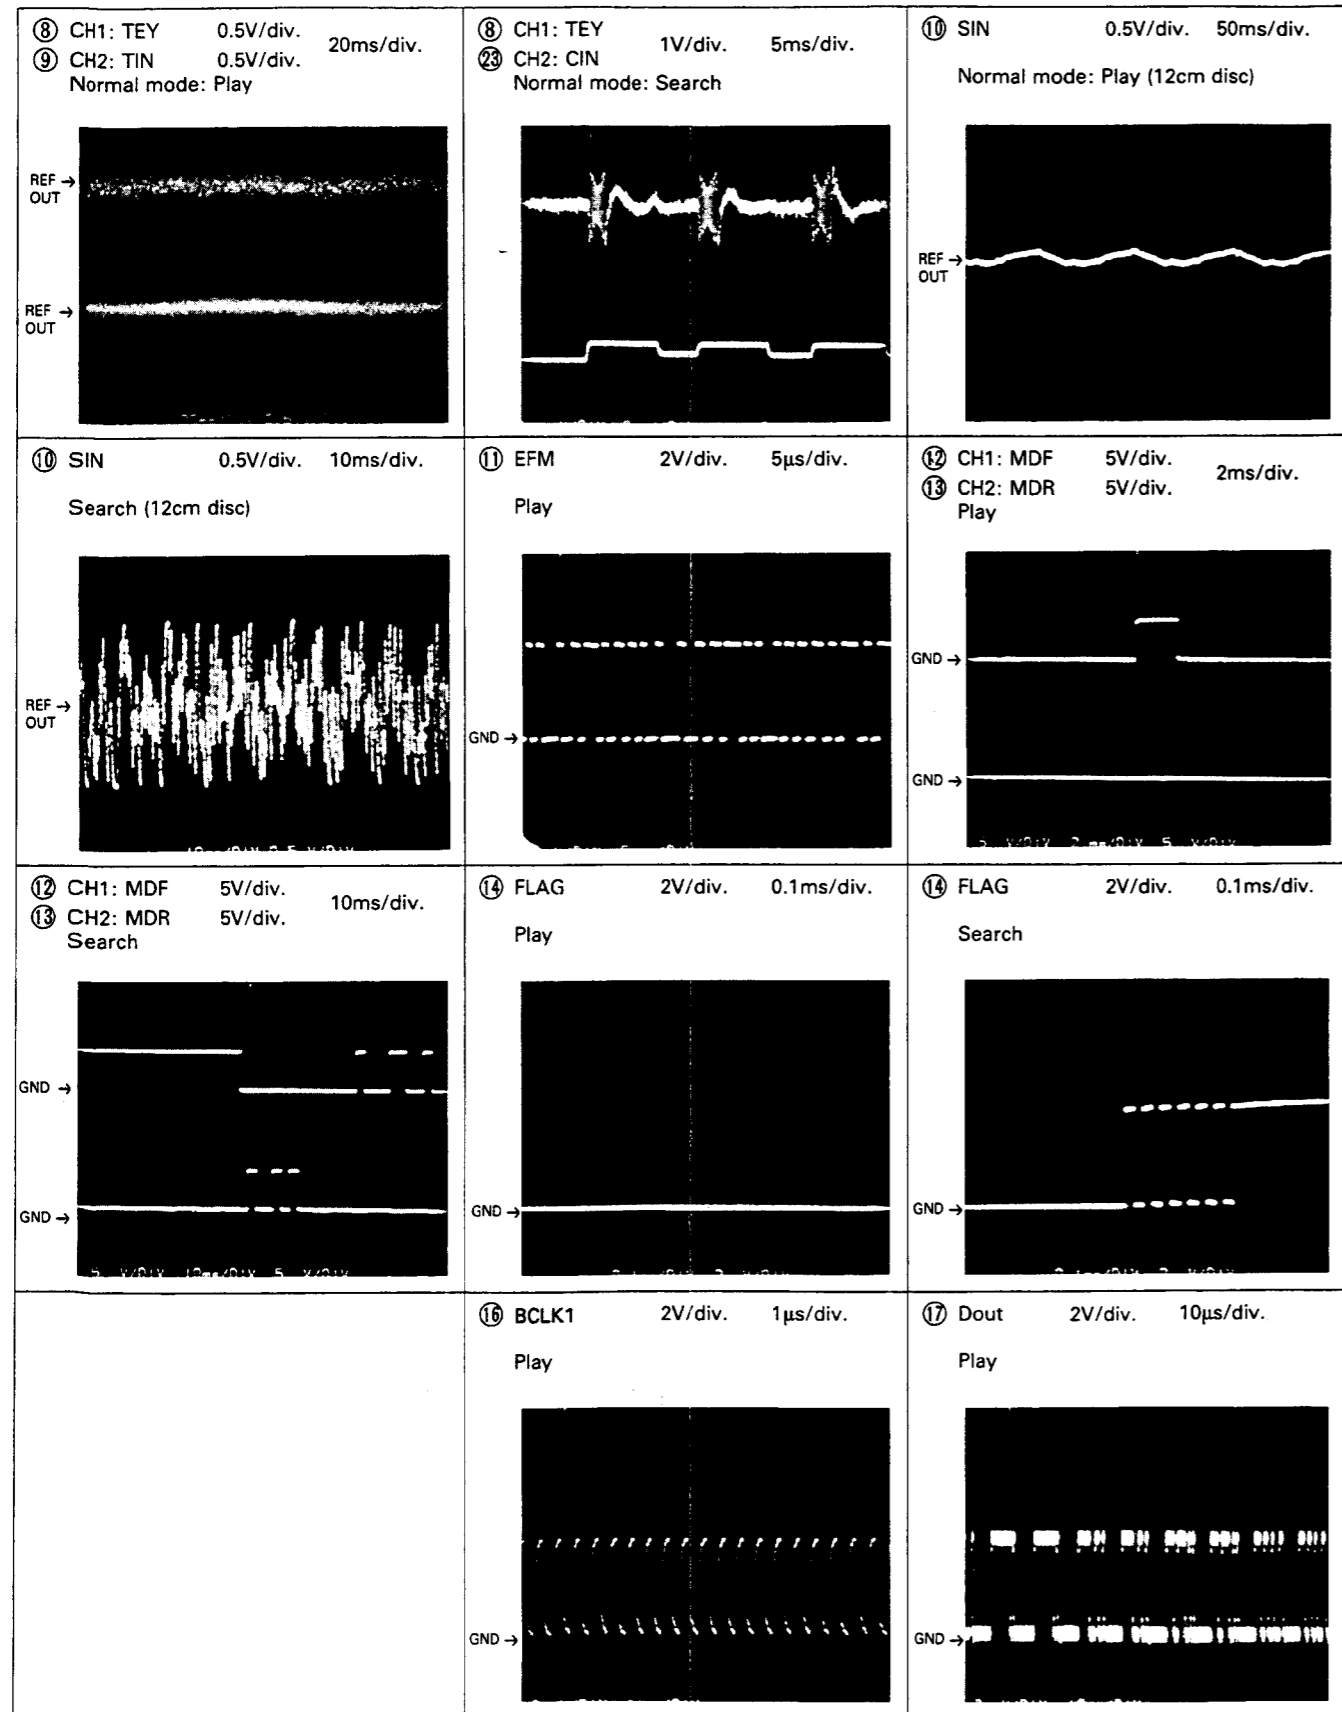 ⑧ CH1: TEY 0.5V/div. 20ms/div.
⑨ CH2: TIN 0.5V/div.
Normal mode: Play
REF →
OUT
REF →
OUT
⑧ CH1: TEY 1V/div. 5ms/div.
㉓ CH2: CIN
Normal mode: Search
⑩ SIN 0.5V/div. 50ms/div.
Normal mode: Play (12cm disc)
REF →
OUT
⑩ SIN 0.5V/div. 10ms/div.
Search (12cm disc)
REF →
OUT
⑪ EFM 2V/div. 5µs/div.
Play
GND →
⑫ CH1: MDF 5V/div. 2ms/div.
⑬ CH2: MDR 5V/div.
Play
GND →
GND →
⑫ CH1: MDF 5V/div. 10ms/div.
⑬ CH2: MDR 5V/div.
Search
GND →
GND →
⑭ FLAG 2V/div. 0.1ms/div.
Play
GND →
⑭ FLAG 2V/div. 0.1ms/div.
Search
GND →
⑯ BCLK1 2V/div. 1µs/div.
Play
GND →
⑰ Dout 2V/div. 10µs/div.
Play
GND →